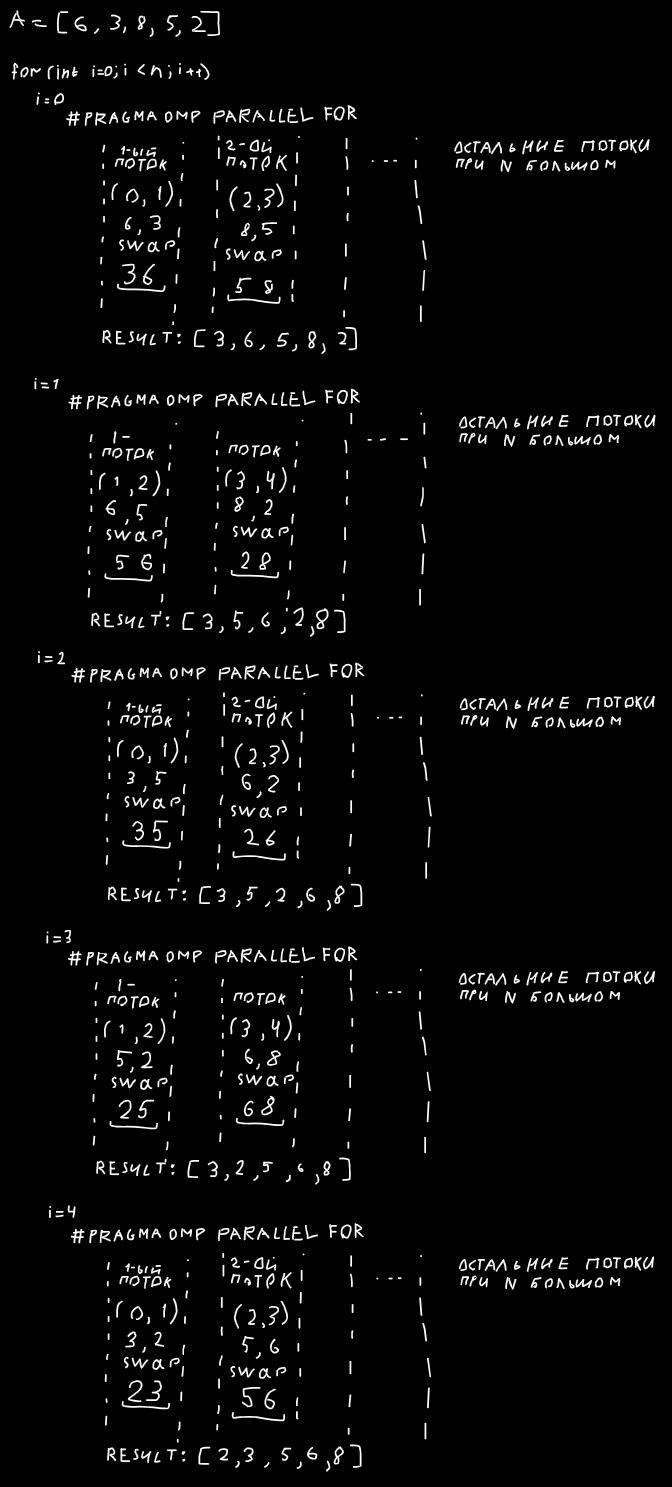 A = [6, 3, 8, 5, 2]
for (int i=0; i < n; i++)
i=0
#PRAGMA OMP PARALLEL FOR
1-ЫЙ ПОТОК
2-ОЙ ПОТОК
...
ОСТАЛЬНИЕ ПОТОКИ
ПРИ N БОЛЬШОМ
(0, 1) (2,3)
6, 3 8,5
swap swap
36 58
RESULT: [3, 6, 5, 8, 2]
i=1
#PRAGMA OMP PARALLEL FOR
1-
ПОТОК ПОТОК
...
ОСТАЛЬНИЕ ПОТОКИ
ПРИ N БОЛЬШОМ
(1, 2) (3, 4)
6, 5 8, 2
swap swap
56 28
RESULT: [3, 5, 6, 2, 8]
i=2
#PRAGMA OMP PARALLEL FOR
1-ЫЙ ПОТОК
2-ОЙ ПОТОК
...
ОСТАЛЬНИЕ ПОТОКИ
ПРИ N БОЛЬШОМ
(0, 1) (2,3)
3, 5 6, 2
swap swap
35 26
RESULT: [3, 5, 2, 6, 8]
i=3
#PRAGMA OMP PARALLEL FOR
1-
ПОТОК ПОТОК
...
ОСТАЛЬНИЕ ПОТОКИ
ПРИ N БОЛЬШОМ
(1, 2) (3, 4)
5, 2 6, 8
swap swap
25 68
RESULT: [3, 2, 5, 6, 8]
i=4
#PRAGMA OMP PARALLEL FOR
1-ЫЙ ПОТОК
2-ОЙ ПОТОК
...
ОСТАЛЬНИЕ ПОТОКИ
ПРИ N БОЛЬШОМ
(0, 1) (2,3)
3, 2 5, 6
swap swap
23 56
RESULT: [2, 3, 5, 6, 8]